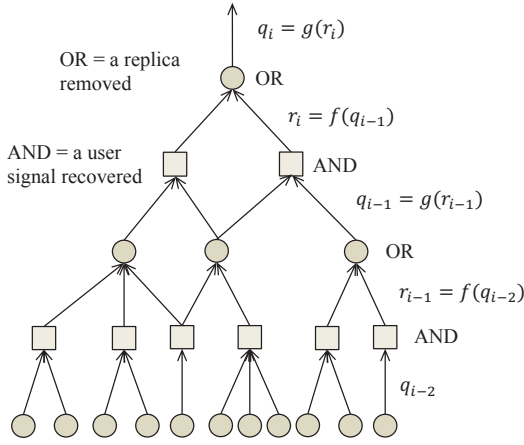 q_i = g(r_i)
OR = a replica
removed
OR
r_i = f(q_{i-1})
AND = a user
signal recovered
AND
q_{i-1} = g(r_{i-1})
OR
r_{i-1} = f(q_{i-2})
AND
q_{i-2}